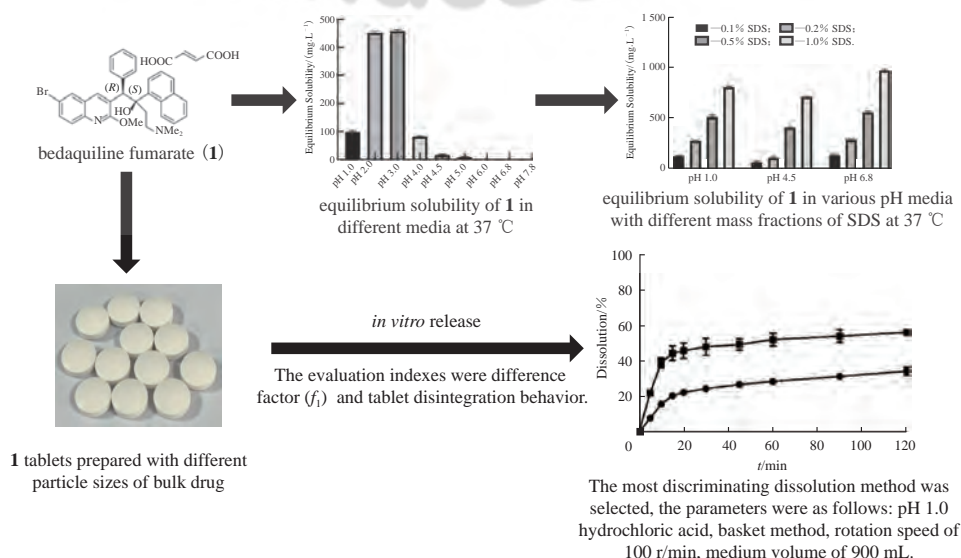 500
400
300
200
100
0
Equilibrium Solubility/(mg.L⁻¹)
pH 1.0
pH 2.0
pH 3.0
pH 4.0
pH 4.5
pH 5.0
pH 6.0
pH 6.8
pH 7.8
1 500
1 000
500
0
Equilibrium Solubility/(mg.L⁻¹)
—0.1% SDS; —0.2% SDS;
—0.5% SDS; —1.0% SDS.
pH 1.0 pH 4.5 pH 6.8
HOOC COOH
(R) (S)
Br
HO
N OMe NMe₂
bedaquiline fumarate (1)
equilibrium solubility of 1 in
different media at 37 ℃
equilibrium solubility of 1 in various pH media
with different mass fractions of SDS at 37 ℃
in vitro release
The evaluation indexes were difference
factor (f₁) and tablet disintegration behavior.
100
80
60
40
20
0 20 40 60 80 100 120
Dissolution/%
t/min
1 tablets prepared with different
particle sizes of bulk drug
The most discriminating dissolution method was
selected, the parameters were as follows: pH 1.0
hydrochloric acid, basket method, rotation speed of
100 r/min, medium volume of 900 mL.